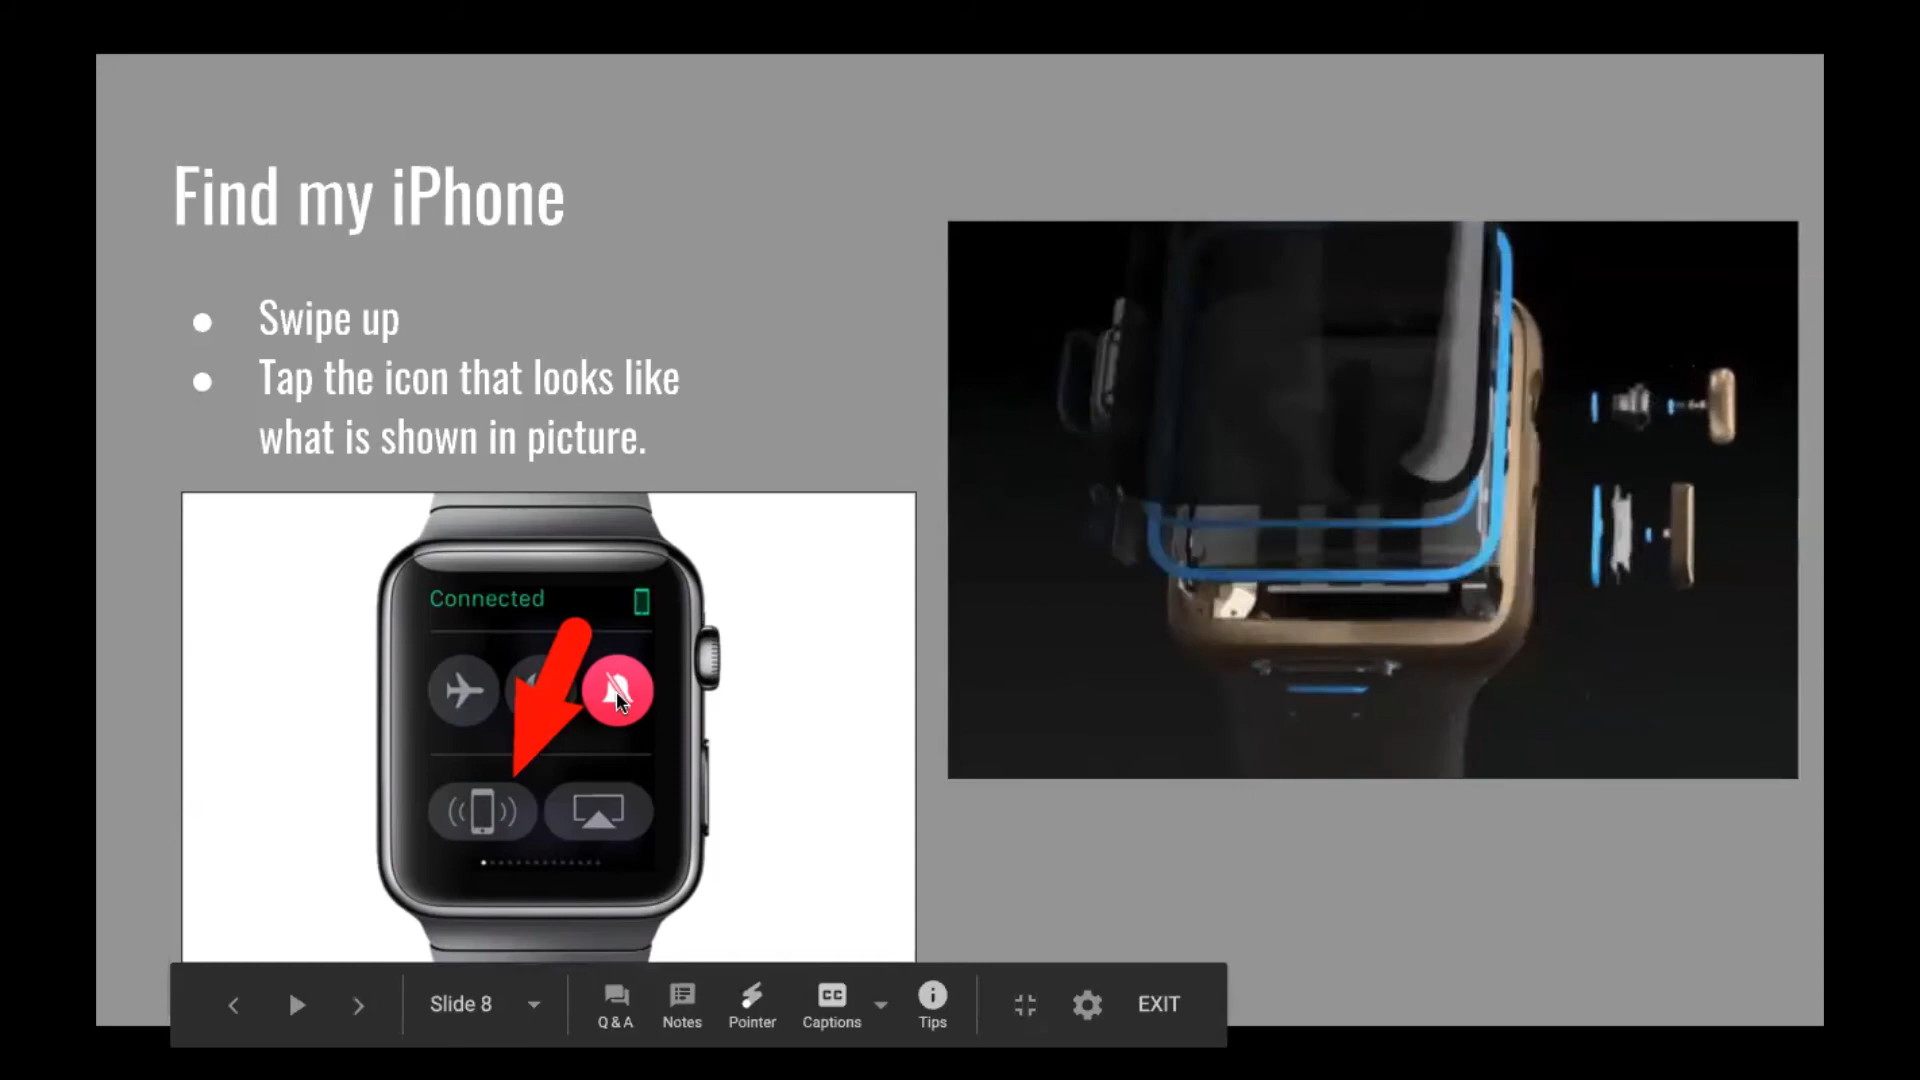 Find my iPhone
● Swipe up
● Tap the icon that looks like
what is shown in picture.
Connected
Slide 8
Q & A
Notes
Pointer
CC
Captions
Tips
EXIT